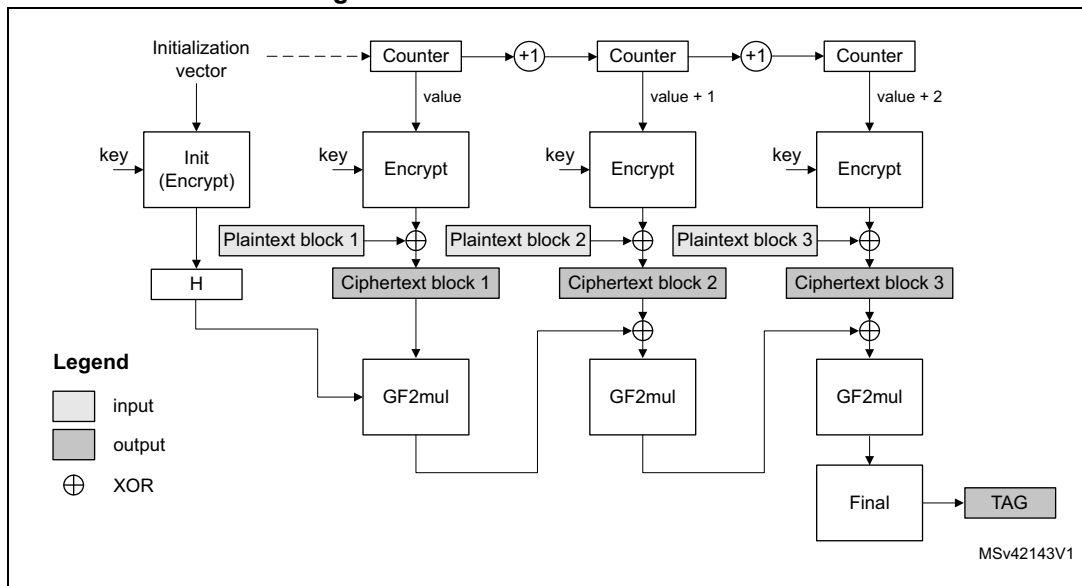 Initialization
vector
Counter
+1
Counter
+1
Counter
value
value + 1
value + 2
key
Init
(Encrypt)
key
Encrypt
key
Encrypt
key
Encrypt
Plaintext block 1
Plaintext block 2
Plaintext block 3
H
Ciphertext block 1
Ciphertext block 2
Ciphertext block 3
Legend
input
output
XOR
GF2mul
GF2mul
GF2mul
Final
TAG
MSv42143V1